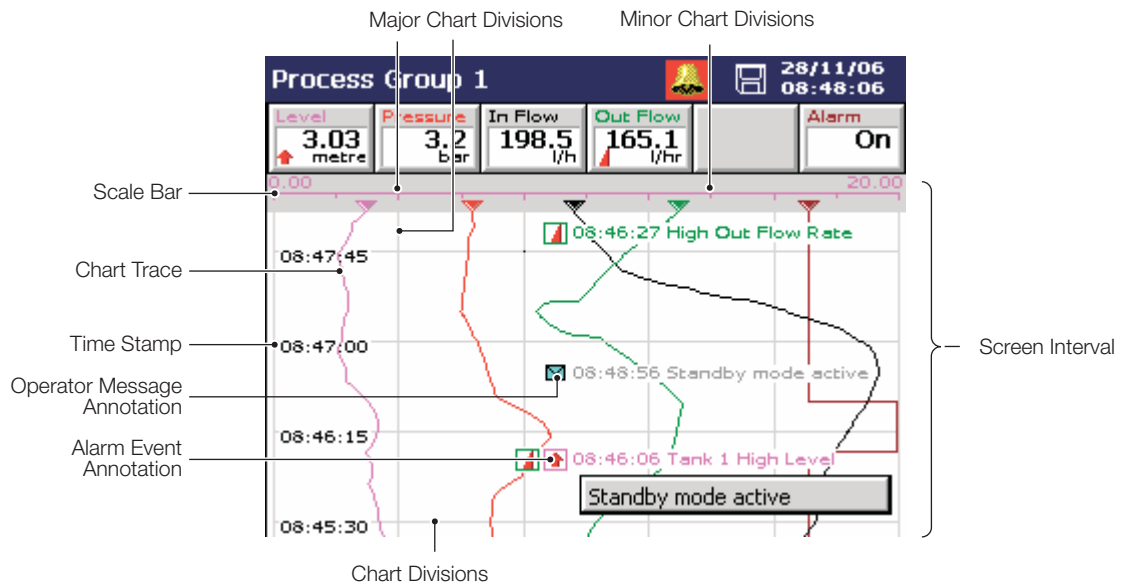 Major Chart Divisions
Minor Chart Divisions
Process Group 1
28/11/06
08:48:06
Level
3.03
metre
Pressure
3.2
bar
In Flow
198.5
l/h
Out Flow
165.1
l/hr
Alarm
On
Scale Bar
0.00
20.00
08:46:27 High Out Flow Rate
08:47:45
Chart Trace
Time Stamp
08:47:00
Screen Interval
Operator Message
Annotation
08:48:56 Standby mode active
Alarm Event
Annotation
08:46:15
08:46:06 Tank 1 High Level
Standby mode active
08:45:30
Chart Divisions